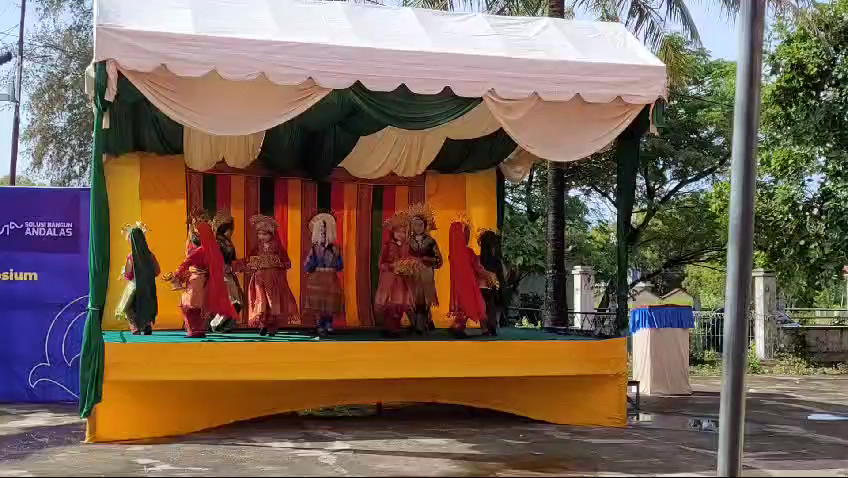 SOLUSI BANGUN
ANDALAS
osium